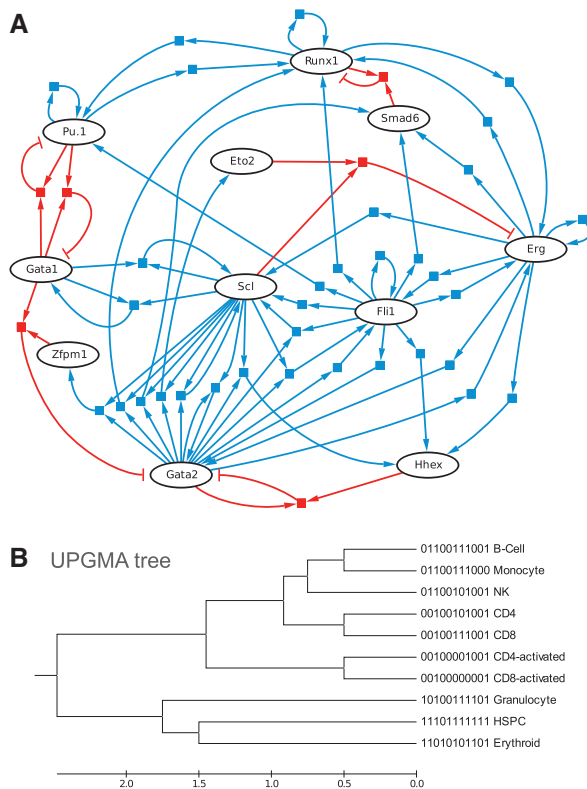 A
Runx1
Pu.1
Smad6
Eto2
Erg
Gata1
Scl
Fli1
Zfpm1
Gata2
Hhex
B UPGMA tree
01100111001 B-Cell
01100111000 Monocyte
01100101001 NK
00100101001 CD4
00100111001 CD8
00100001001 CD4-activated
00100000001 CD8-activated
10100111101 Granulocyte
11101111111 HSPC
11010101101 Erythroid
2.0 1.5 1.0 0.5 0.0